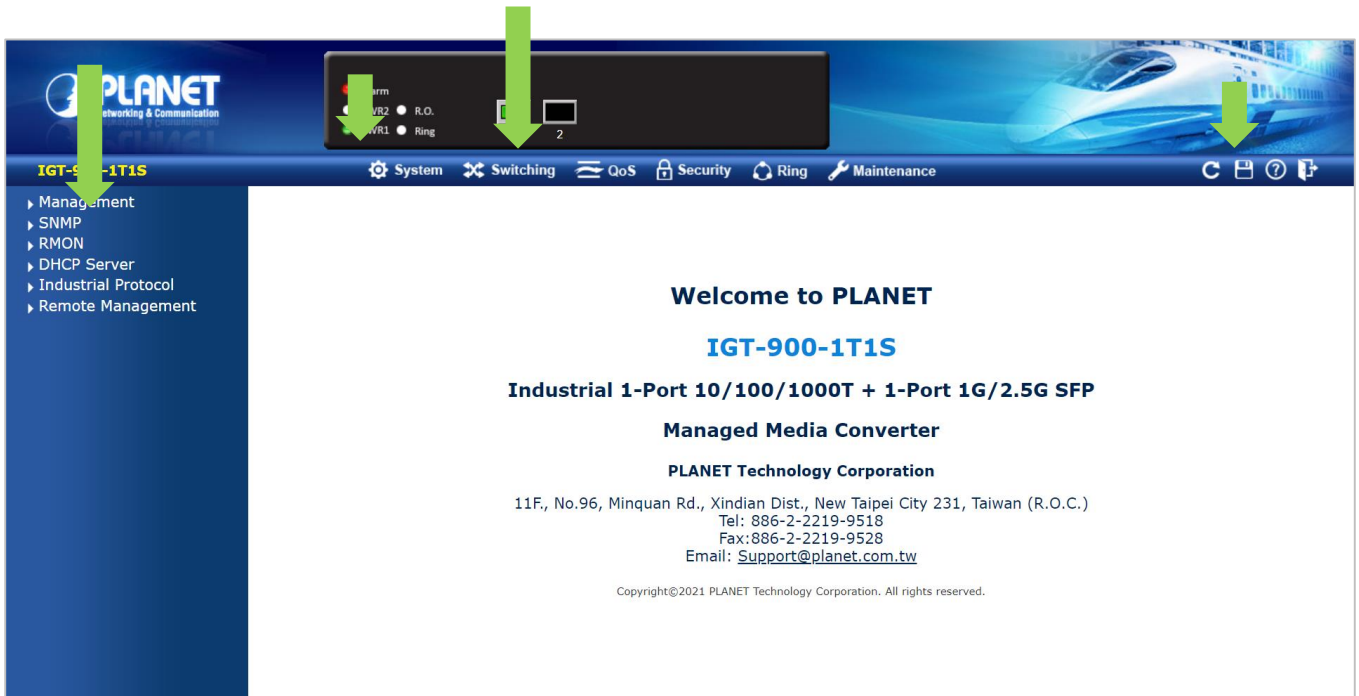 PLANET
Networking & Communication
R.O.
Ring
2
IGT-900-1T1S
System Switching QoS Security Ring Maintenance
Management
SNMP
RMON
DHCP Server
Industrial Protocol
Remote Management
Welcome to PLANET
IGT-900-1T1S
Industrial 1-Port 10/100/1000T + 1-Port 1G/2.5G SFP
Managed Media Converter
PLANET Technology Corporation
11F., No.96, Minquan Rd., Xindian Dist., New Taipei City 231, Taiwan (R.O.C.)
Tel: 886-2-2219-9518
Fax:886-2-2219-9528
Email: Support@planet.com.tw
Copyright©2021 PLANET Technology Corporation. All rights reserved.